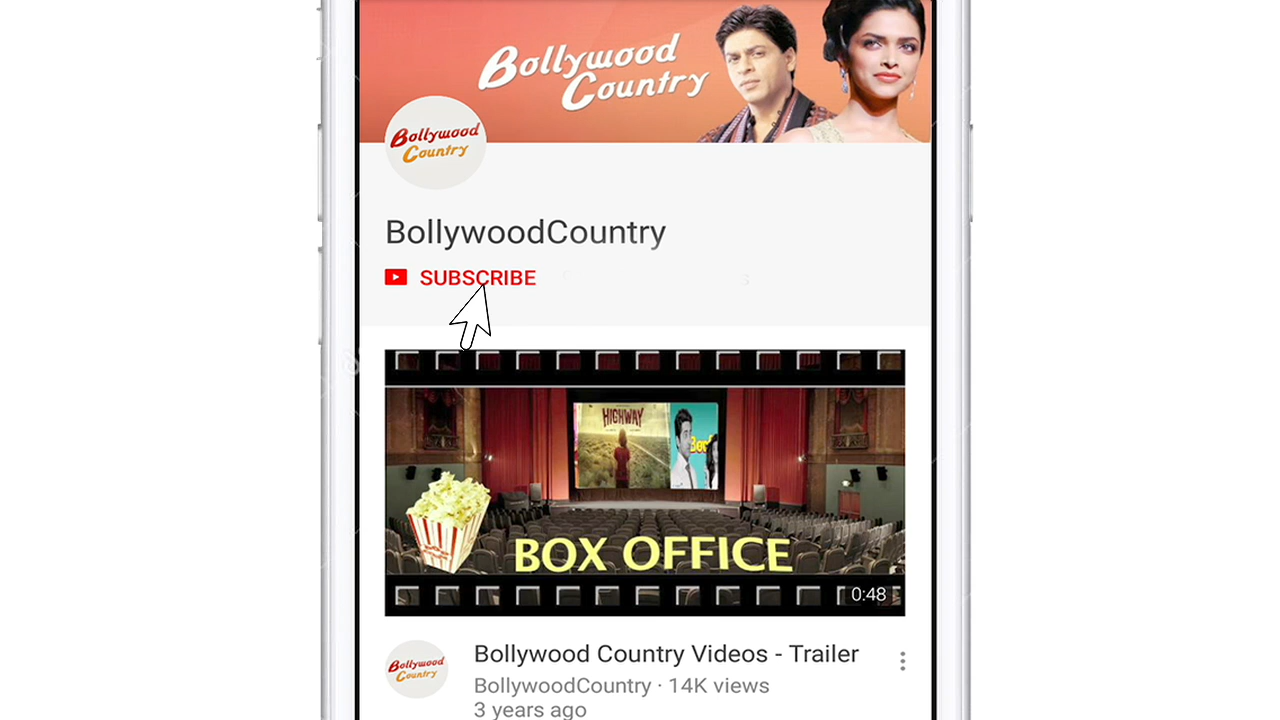 Bollywood
Country
Bollywood
Country
BollywoodCountry
SUBSCRIBE
HIGHWAY
BOX OFFICE
0:48
Bollywood
Country
Bollywood Country Videos - Trailer
BollywoodCountry · 14K views
3 years ago